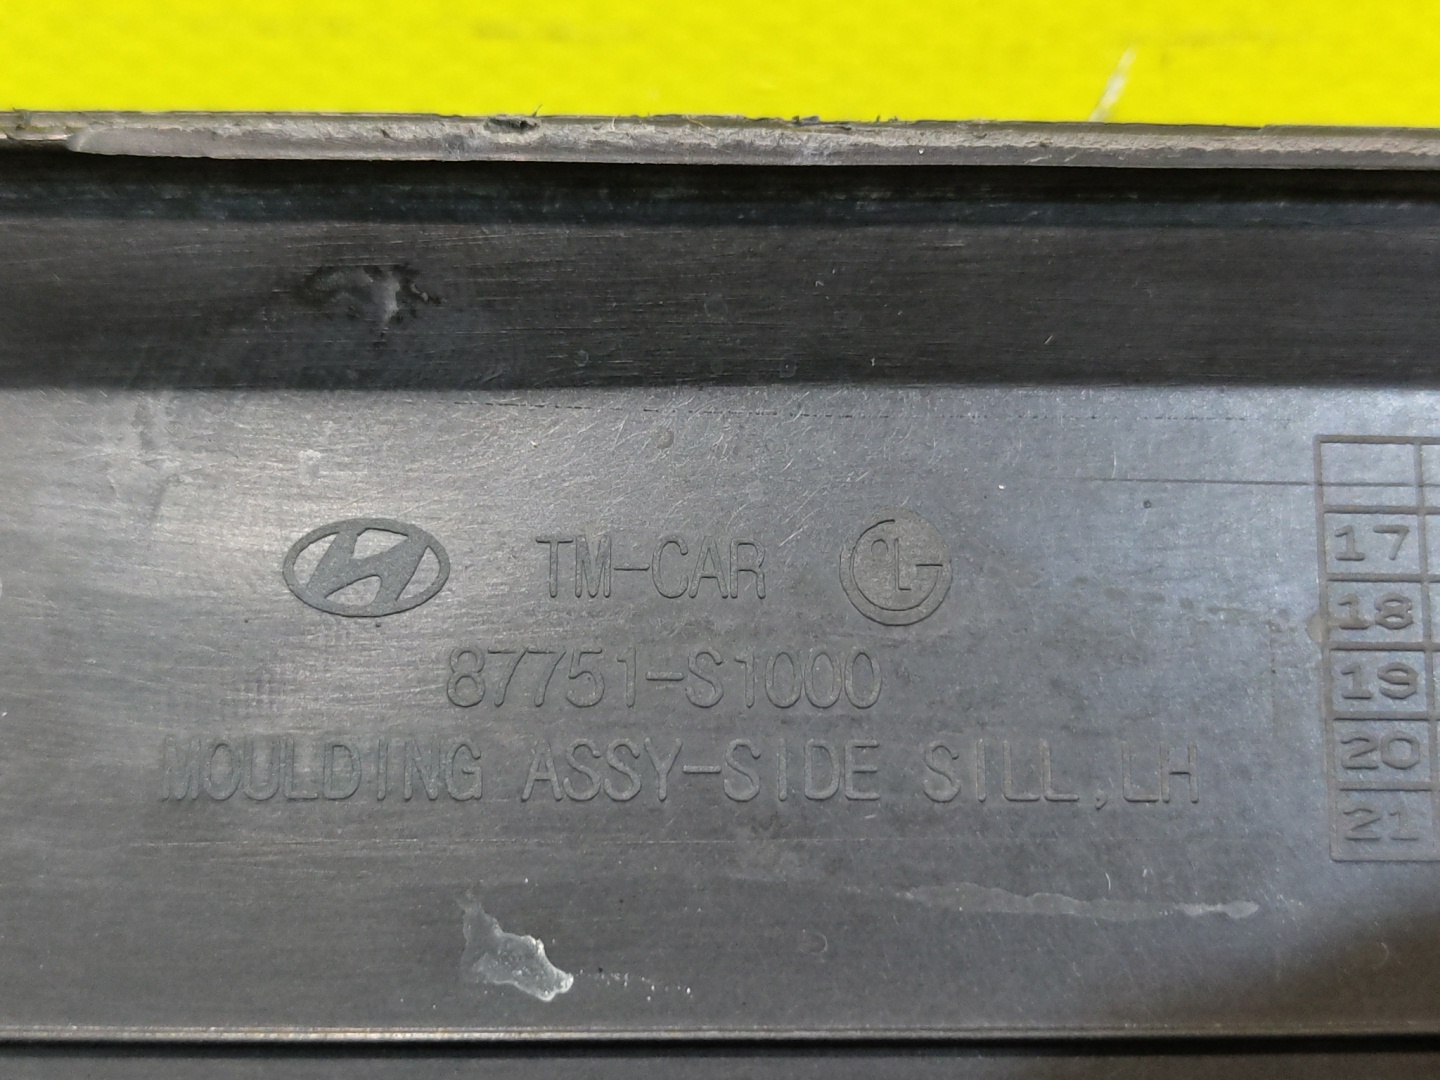 TM-CAR
87751-S1000
MOULDING ASSY-SIDE SILL,LH
17
18
19
20
21